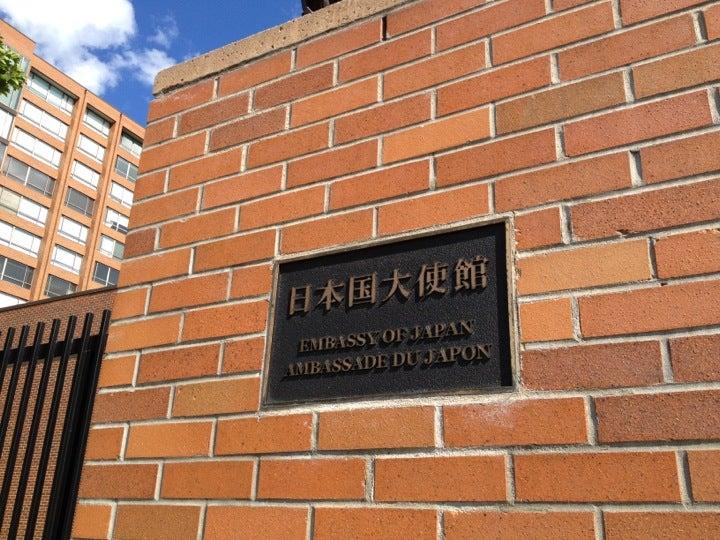 日本国大使館
EMBASSY OF JAPAN
AMBASSADE DU JAPON